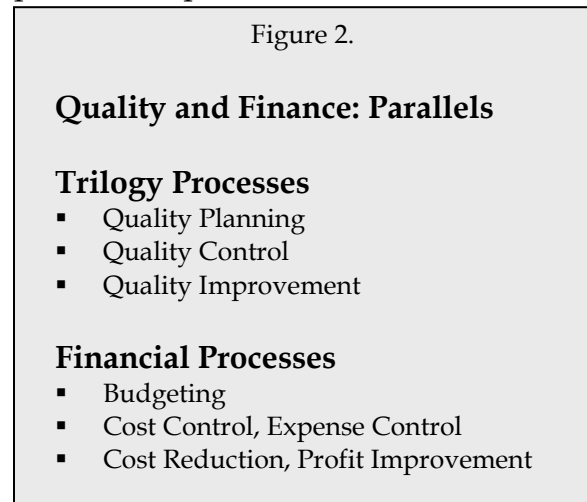 Figure 2.
Quality and Finance: Parallels
Trilogy Processes
▪ Quality Planning
▪ Quality Control
▪ Quality Improvement
Financial Processes
▪ Budgeting
▪ Cost Control, Expense Control
▪ Cost Reduction, Profit Improvement